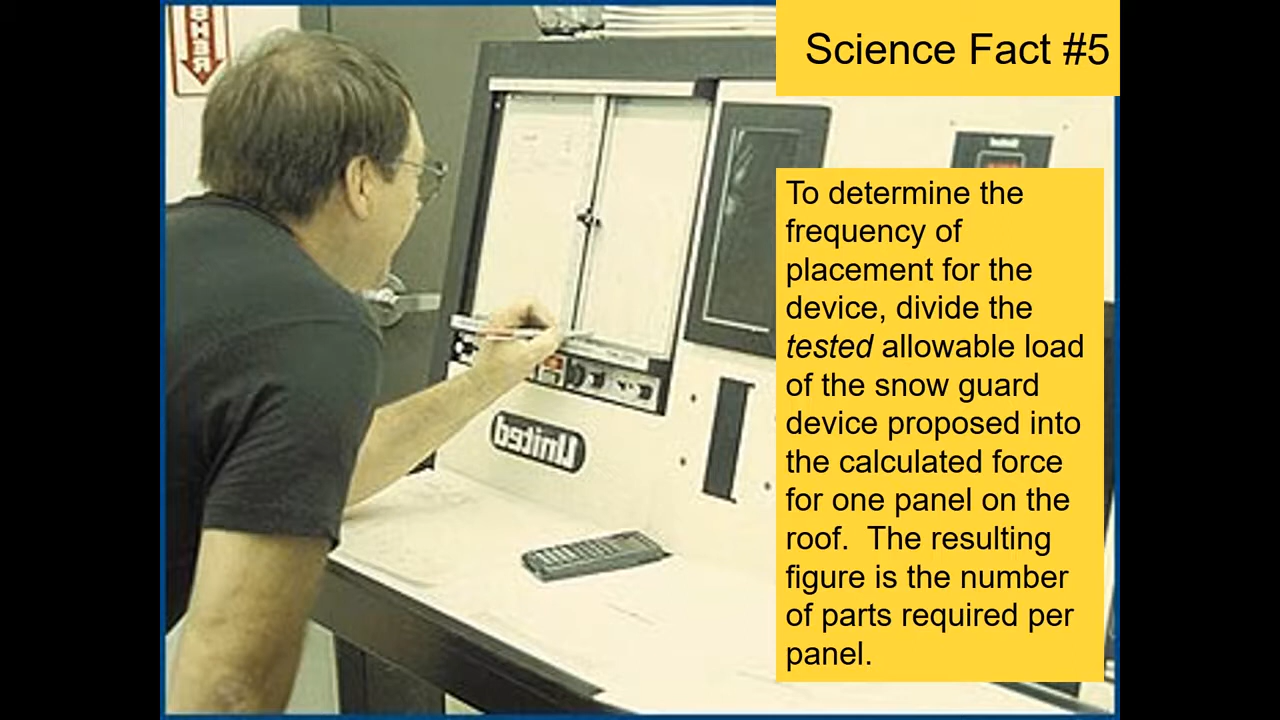 Science Fact #5
To determine the
frequency of
placement for the
device, divide the
tested allowable load
of the snow guard
device proposed into
the calculated force
for one panel on the
roof.  The resulting
figure is the number
of parts required per
panel.
SHER
United